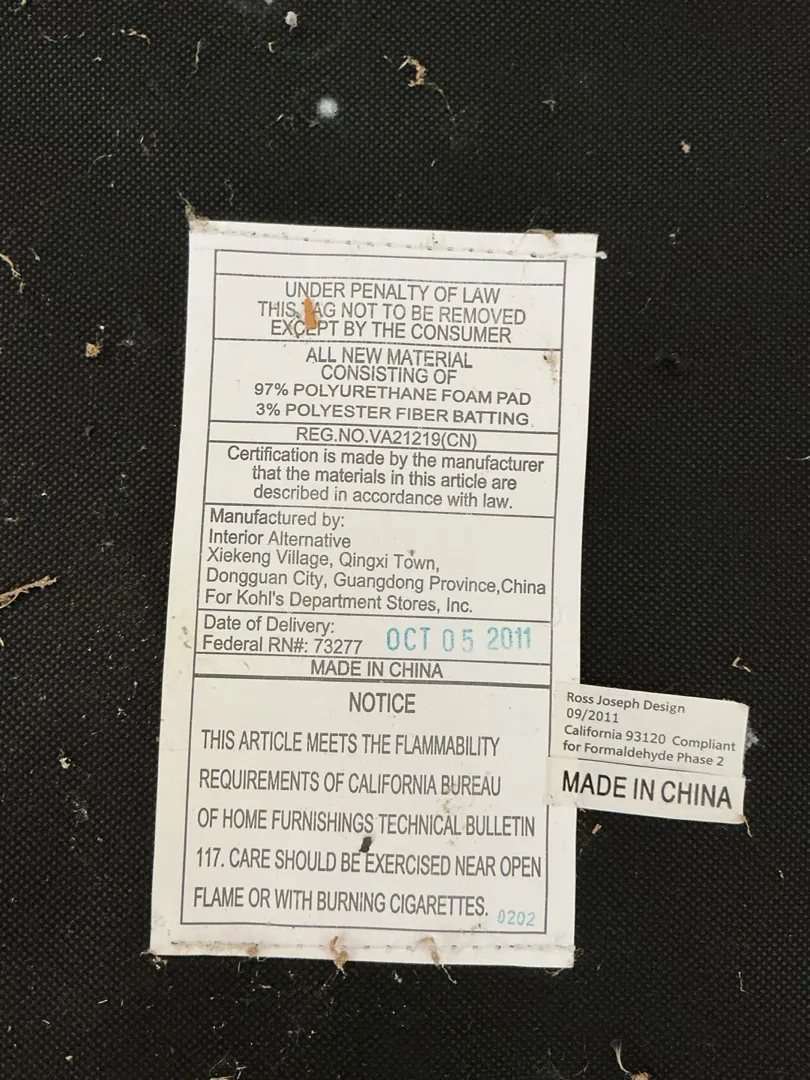 UNDER PENALTY OF LAW
THIS TAG NOT TO BE REMOVED
EXCEPT BY THE CONSUMER
ALL NEW MATERIAL
CONSISTING OF
97% POLYURETHANE FOAM PAD
3% POLYESTER FIBER BATTING
REG.NO.VA21219(CN)
Certification is made by the manufacturer
that the materials in this article are
described in accordance with law.
Manufactured by:
Interior Alternative
Xiekeng Village, Qingxi Town,
Dongguan City, Guangdong Province,China
For Kohl's Department Stores, Inc.
Date of Delivery:
Federal RN#: 73277 OCT 05 2011
MADE IN CHINA
NOTICE
THIS ARTICLE MEETS THE FLAMMABILITY
REQUIREMENTS OF CALIFORNIA BUREAU
OF HOME FURNISHINGS TECHNICAL BULLETIN
117. CARE SHOULD BE EXERCISED NEAR OPEN
FLAME OR WITH BURNING CIGARETTES.
0202
Ross Joseph Design
09/2011
California 93120 Compliant
for Formaldehyde Phase 2
MADE IN CHINA